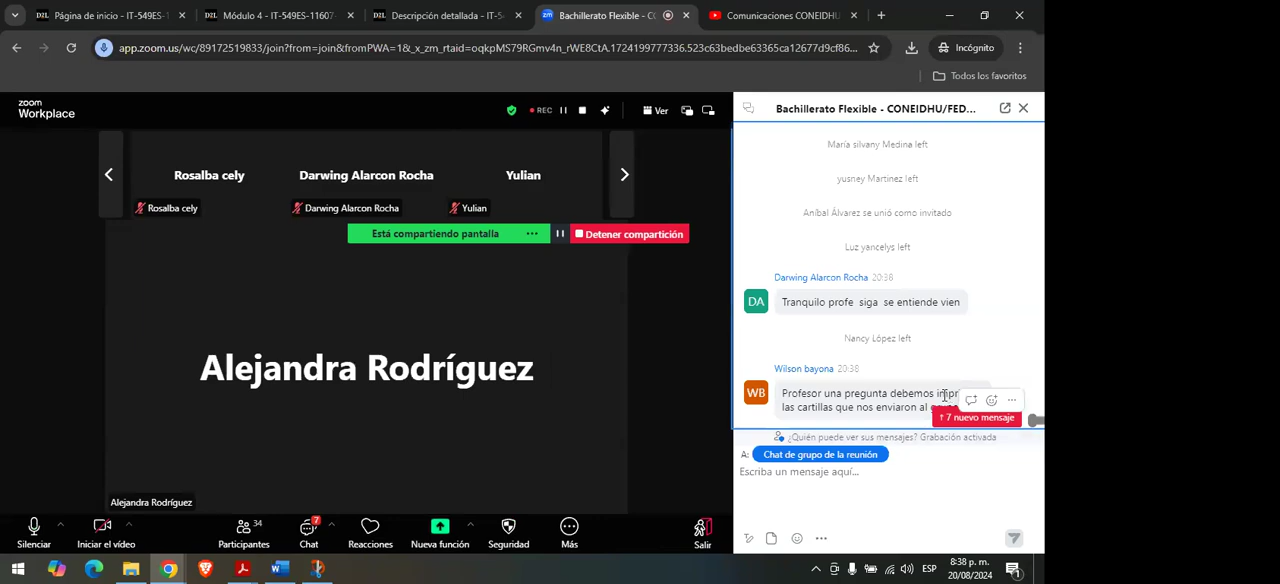 Página de inicio - IT-549ES-1
Módulo 4 - IT-549ES-11607
Descripción detallada - IT-5
Bachillerato Flexible - CO
Comunicaciones CONEIDHU
app.zoom.us/wc/89172519833/join?from=join&fromPWA=1&_x_zm_rtaid=oqkpMS79RGmv4n_rWE8CtA.1724199777336.523c63bedbe63365ca12677d9cf86...
Incógnito
Todos los favoritos
zoom
Workplace
REC
Ver
Rosalba cely
Darwing Alarcon Rocha
Yulian
Rosalba cely
Darwing Alarcon Rocha
Yulian
Está compartiendo pantalla
Detener compartición
Alejandra Rodríguez
Alejandra Rodríguez
Bachillerato Flexible - CONEIDHU/FED...
María silvany Medina left
yusney Martinez left
Aníbal Álvarez se unió como invitado
Luz yancelys left
Darwing Alarcon Rocha 20:38
DA
Tranquilo profe siga se entiende vien
Nancy López left
Wilson bayona 20:38
WB
Profesor una pregunta debemos
las cartillas que nos enviaron al
7 nuevo mensaje
¿Quién puede ver sus mensajes? Grabación activada
A: Chat de grupo de la reunión
Escriba un mensaje aquí...
Silenciar
Iniciar el vídeo
34
Participantes
7
Chat
Reacciones
Nueva función
Seguridad
Más
Salir
ESP
8:38 p. m.
20/08/2024
1